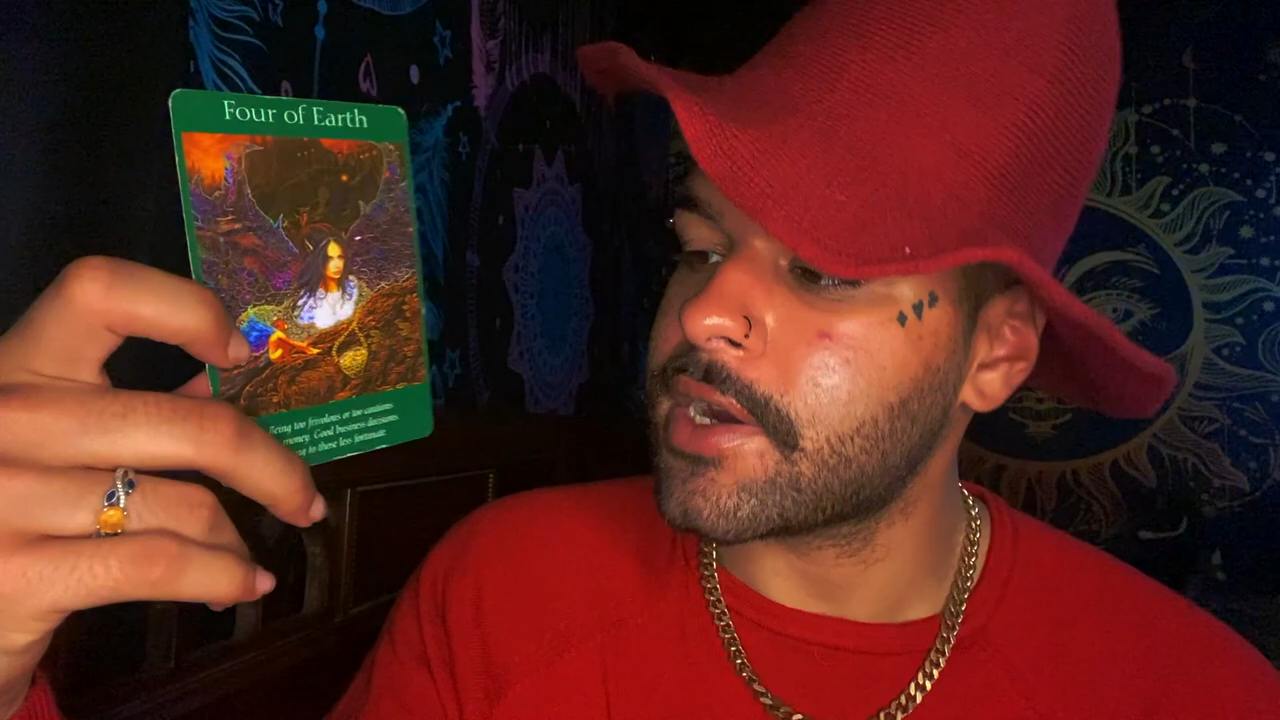 Four of Earth
Being too frivolous or too cautious
money. Good business decisions
to those less fortunate.